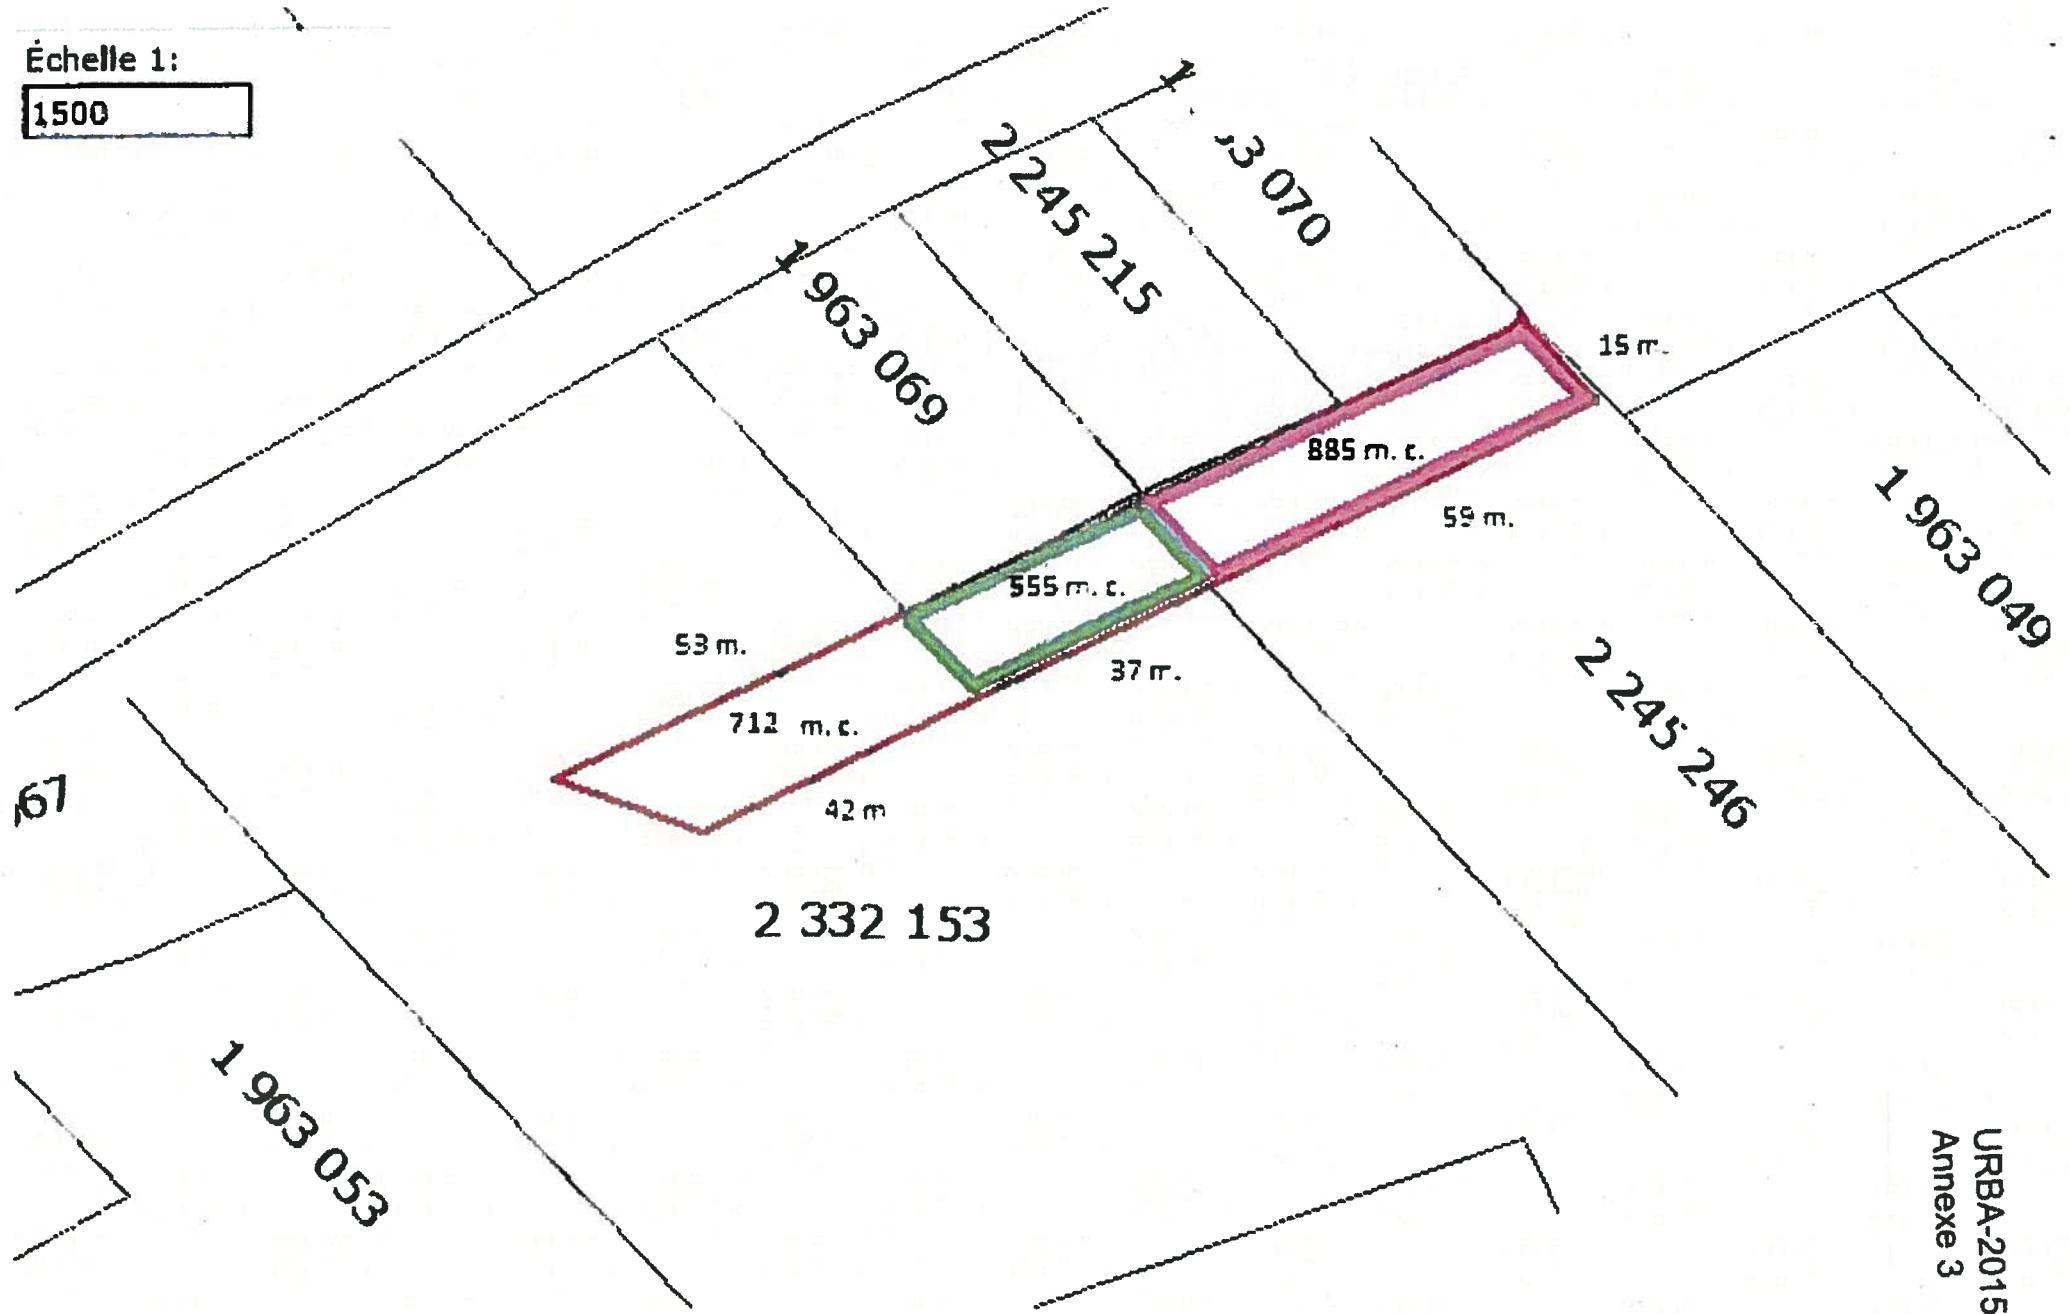 Échelle 1:
1500
1
2 245 215
3 070
1 963 069
15 m.
885 m. c.
59 m.
555 m. c.
37 m.
53 m.
712 m. c.
42 m
1 963 049
2 245 246
67
2 332 153
1 963 053
URBA-2015
Annexe 3